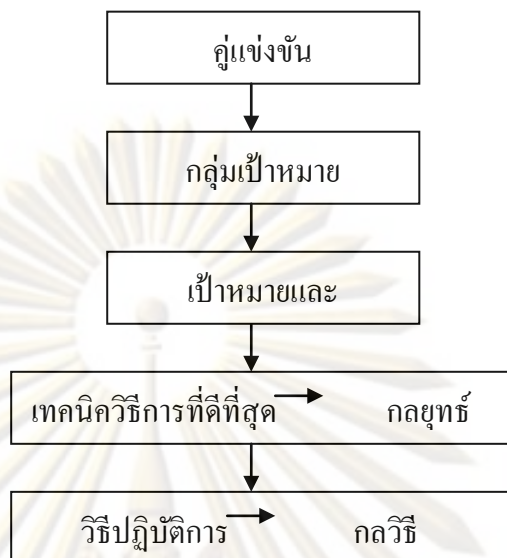 คู่แข่งขัน
กลุ่มเป้าหมาย
เป้าหมายและ
เทคนิควิธีการที่ดีที่สุด กลยุทธ์
วิธีปฏิบัติการ กลวิธี